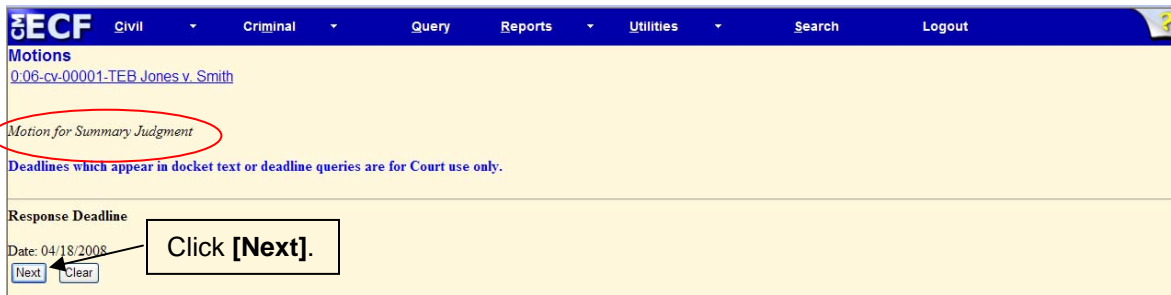 CM ECF Civil Criminal Query Reports Utilities Search Logout ?
Motions
0:06-cv-00001-TEB Jones v. Smith
Motion for Summary Judgment
Deadlines which appear in docket text or deadline queries are for Court use only.
Response Deadline
Date: 04/18/2008
Click [Next].
Next Clear